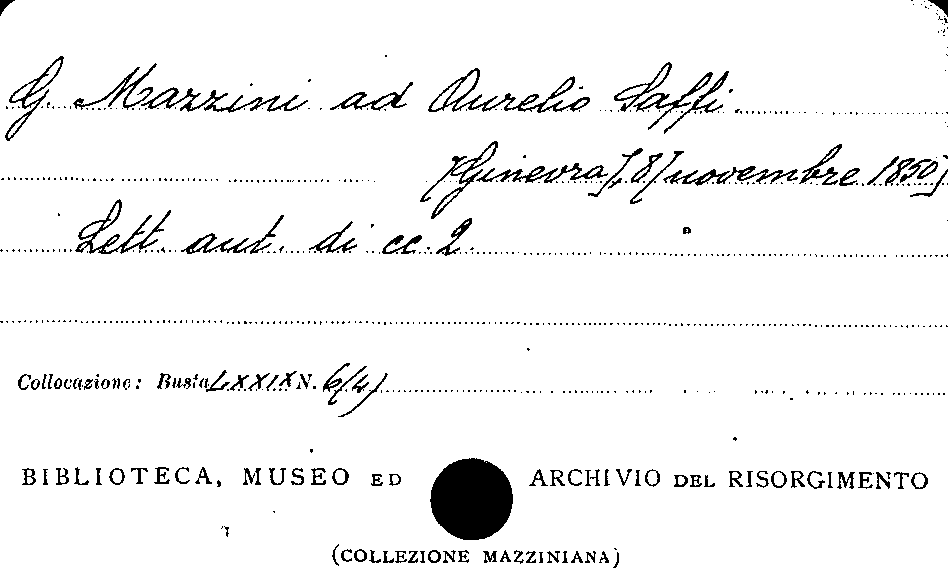 G. Mazzini ad Aurelio Saffi.
[Ginevra], 8 [novembre 1850]
Lett. aut. di cc. 2.
Collocazione: Busta LXXIX N. 6(4)
BIBLIOTECA, MUSEO ED ARCHIVIO DEL RISORGIMENTO
(COLLEZIONE MAZZINIANA)